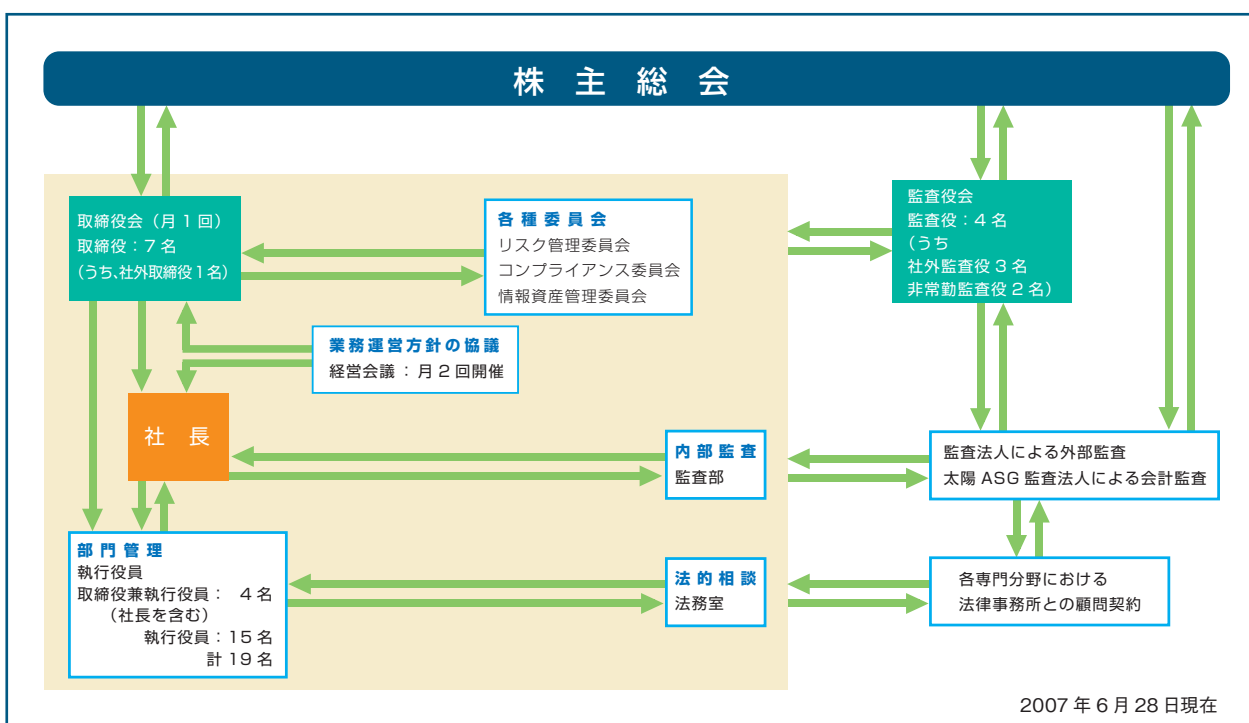 株主総会
取締役会（月1回）
取締役：7名
（うち、社外取締役1名）
各種委員会
リスク管理委員会
コンプライアンス委員会
情報資産管理委員会
監査役会
監査役：4名
（うち
社外監査役3名
非常勤監査役2名）
業務運営方針の協議
経営会議：月2回開催
社長
内部監査
監査部
監査法人による外部監査
太陽ASG監査法人による会計監査
部門管理
執行役員
取締役兼執行役員： 4名
（社長を含む）
執行役員：15名
計19名
法的相談
法務室
各専門分野における
法律事務所との顧問契約
2007年6月28日現在